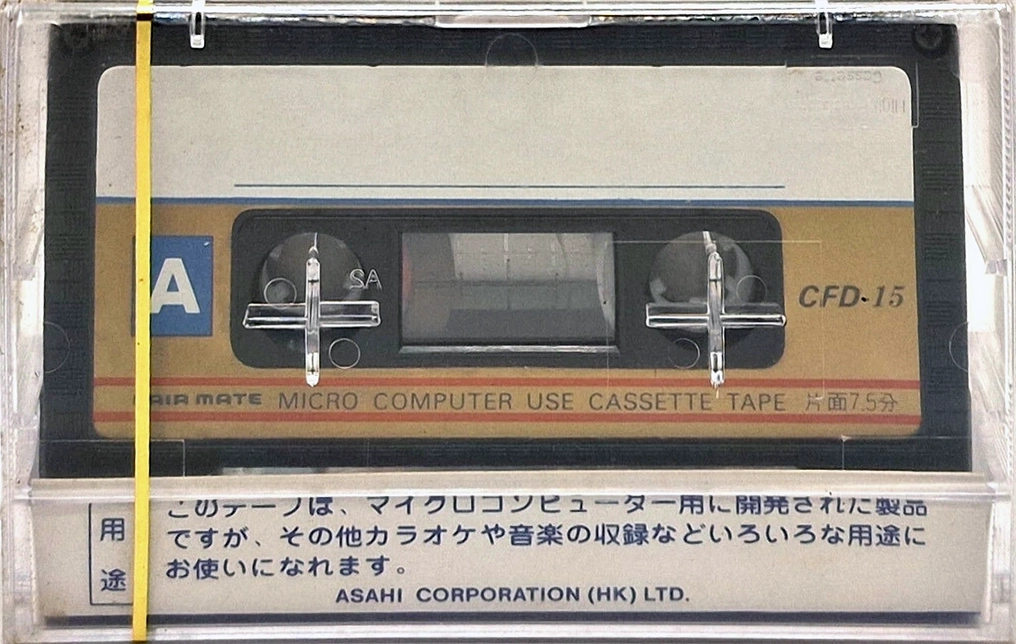 A
SA
CFD-15
AIR MATE MICRO COMPUTER USE CASSETTE TAPE 片面7.5分
用途
このテープは、マイクロコンピューター用に開発された製品
ですが、その他カラオケや音楽の収録などいろいろな用途に
お使いになれます。
ASAHI CORPORATION (HK) LTD.